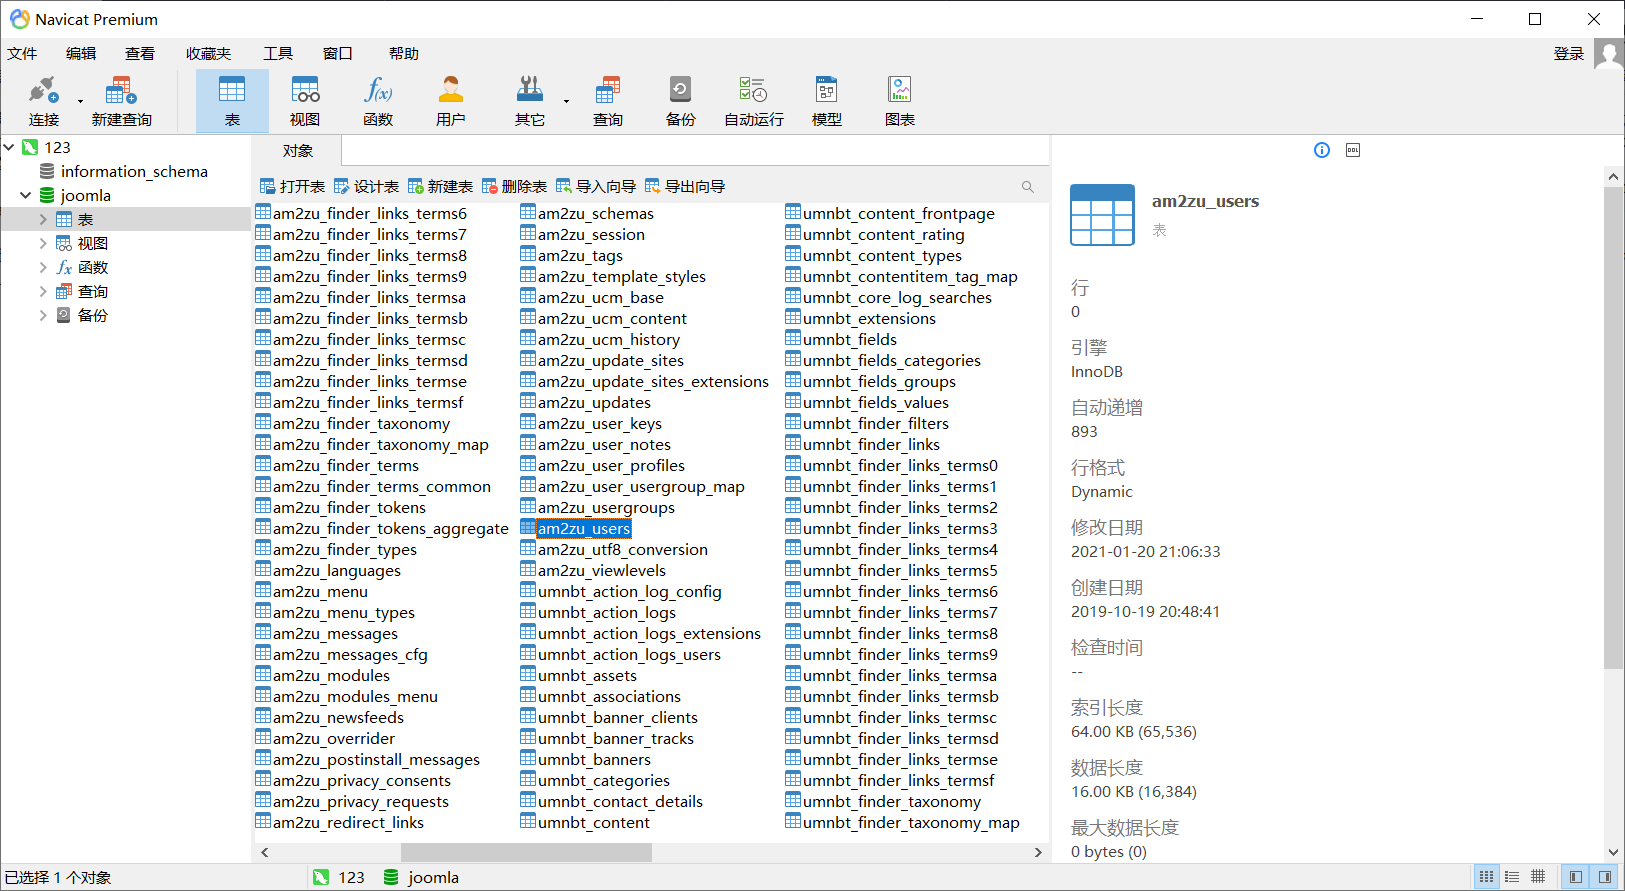 Navicat Premium
文件 编辑 查看 收藏夹 工具 窗口 帮助 登录
连接 新建查询 表 视图 函数 用户 其它 查询 备份 自动运行 模型 图表
123
information_schema
joomla
表
视图
函数
查询
备份
对象
打开表 设计表 新建表 删除表 导入向导 导出向导
am2zu_finder_links_terms6
am2zu_finder_links_terms7
am2zu_finder_links_terms8
am2zu_finder_links_terms9
am2zu_finder_links_termsa
am2zu_finder_links_termsb
am2zu_finder_links_termsc
am2zu_finder_links_termsd
am2zu_finder_links_termse
am2zu_finder_links_termsf
am2zu_finder_taxonomy
am2zu_finder_taxonomy_map
am2zu_finder_terms
am2zu_finder_terms_common
am2zu_finder_tokens
am2zu_finder_tokens_aggregate
am2zu_finder_types
am2zu_languages
am2zu_menu
am2zu_menu_types
am2zu_messages
am2zu_messages_cfg
am2zu_modules
am2zu_modules_menu
am2zu_newsfeeds
am2zu_overrider
am2zu_postinstall_messages
am2zu_privacy_consents
am2zu_privacy_requests
am2zu_redirect_links
am2zu_schemas
am2zu_session
am2zu_tags
am2zu_template_styles
am2zu_ucm_base
am2zu_ucm_content
am2zu_ucm_history
am2zu_update_sites
am2zu_update_sites_extensions
am2zu_updates
am2zu_user_keys
am2zu_user_notes
am2zu_user_profiles
am2zu_user_usergroup_map
am2zu_usergroups
am2zu_users
am2zu_utf8_conversion
am2zu_viewlevels
umnbt_action_log_config
umnbt_action_logs
umnbt_action_logs_extensions
umnbt_action_logs_users
umnbt_assets
umnbt_associations
umnbt_banner_clients
umnbt_banner_tracks
umnbt_banners
umnbt_categories
umnbt_contact_details
umnbt_content
umnbt_content_frontpage
umnbt_content_rating
umnbt_content_types
umnbt_contentitem_tag_map
umnbt_core_log_searches
umnbt_extensions
umnbt_fields
umnbt_fields_categories
umnbt_fields_groups
umnbt_fields_values
umnbt_finder_filters
umnbt_finder_links
umnbt_finder_links_terms0
umnbt_finder_links_terms1
umnbt_finder_links_terms2
umnbt_finder_links_terms3
umnbt_finder_links_terms4
umnbt_finder_links_terms5
umnbt_finder_links_terms6
umnbt_finder_links_terms7
umnbt_finder_links_terms8
umnbt_finder_links_terms9
umnbt_finder_links_termsa
umnbt_finder_links_termsb
umnbt_finder_links_termsc
umnbt_finder_links_termsd
umnbt_finder_links_termse
umnbt_finder_links_termsf
umnbt_finder_taxonomy
umnbt_finder_taxonomy_map
DDL
am2zu_users
表
行
0
引擎
InnoDB
自动递增
893
行格式
Dynamic
修改日期
2021-01-20 21:06:33
创建日期
2019-10-19 20:48:41
检查时间
--
索引长度
64.00 KB (65,536)
数据长度
16.00 KB (16,384)
最大数据长度
0 bytes (0)
已选择 1 个对象 123 joomla